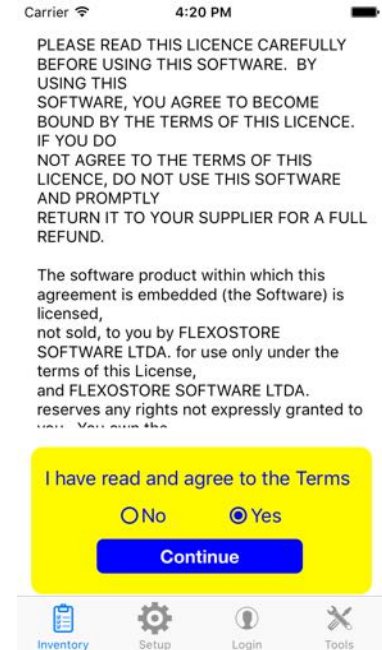 Carrier 4:20 PM
PLEASE READ THIS LICENCE CAREFULLY
BEFORE USING THIS SOFTWARE. BY
USING THIS
SOFTWARE, YOU AGREE TO BECOME
BOUND BY THE TERMS OF THIS LICENCE.
IF YOU DO
NOT AGREE TO THE TERMS OF THIS
LICENCE, DO NOT USE THIS SOFTWARE
AND PROMPTLY
RETURN IT TO YOUR SUPPLIER FOR A FULL
REFUND.
The software product within which this
agreement is embedded (the Software) is
licensed,
not sold, to you by FLEXOSTORE
SOFTWARE LTDA. for use only under the
terms of this License,
and FLEXOSTORE SOFTWARE LTDA.
reserves any rights not expressly granted to
you. You own the
I have read and agree to the Terms
No Yes
Continue
Inventory Setup Login Tools